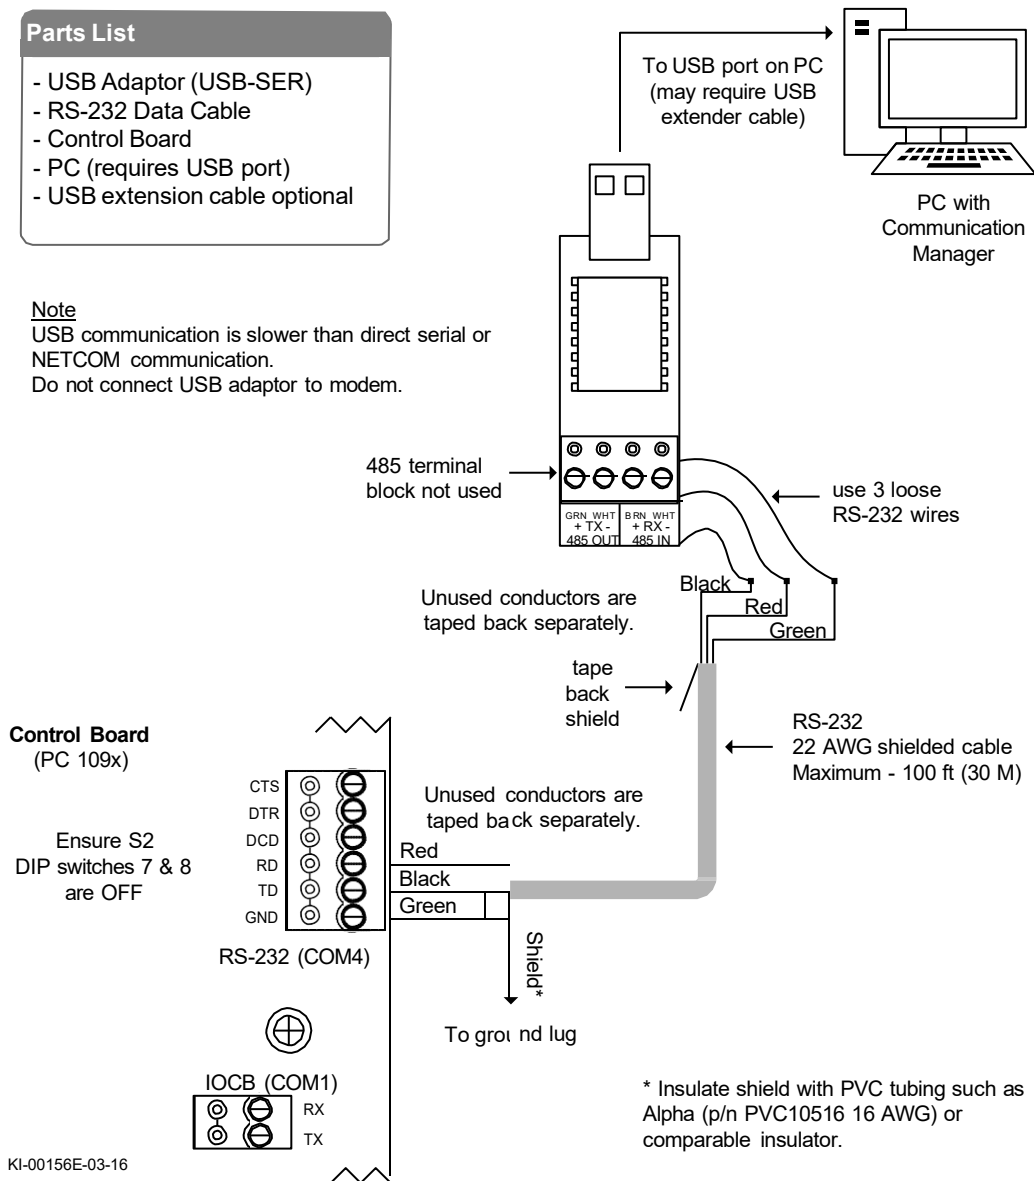 Parts List
- USB Adaptor (USB-SER)
- RS-232 Data Cable
- Control Board
- PC (requires USB port)
- USB extension cable optional
To USB port on PC
(may require USB
extender cable)
PC with
Communication
Manager
Note
USB communication is slower than direct serial or
NETCOM communication.
Do not connect USB adaptor to modem.
485 terminal
block not used
GRN WHT
+ TX -
485 OUT
BRN WHT
+ RX -
485 IN
use 3 loose
RS-232 wires
Black
Red
Green
Unused conductors are
taped back separately.
tape
back
shield
RS-232
22 AWG shielded cable
Maximum - 100 ft (30 M)
Control Board
(PC 109x)
Ensure S2
DIP switches 7 & 8
are OFF
CTS
DTR
DCD
RD
TD
GND
RS-232 (COM4)
Unused conductors are
taped back separately.
Red
Black
Green
Shield*
To ground lug
IOCB (COM1)
RX
TX
* Insulate shield with PVC tubing such as
Alpha (p/n PVC10516 16 AWG) or
comparable insulator.
KI-00156E-03-16